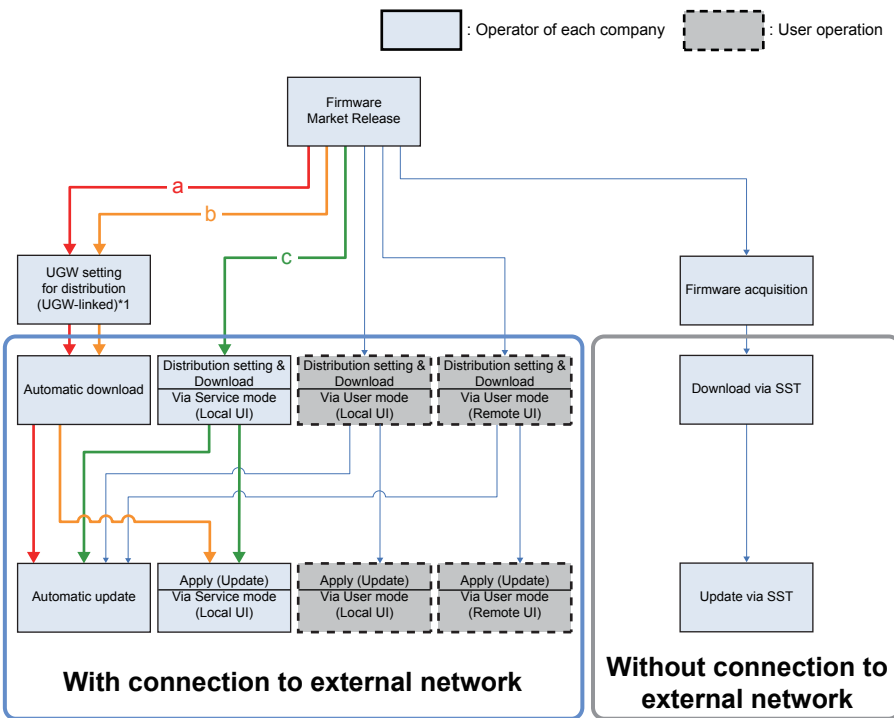 : Operator of each company
: User operation
Firmware
Market Release
a
b
c
UGW setting
for distribution
(UGW-linked)*1
Firmware acquisition
Automatic download
Distribution setting &
Download
Via Service mode
(Local UI)
Distribution setting &
Download
Via User mode
(Local UI)
Distribution setting &
Download
Via User mode
(Remote UI)
Download via SST
Automatic update
Apply (Update)
Via Service mode
(Local UI)
Apply (Update)
Via User mode
(Local UI)
Apply (Update)
Via User mode
(Remote UI)
Update via SST
With connection to external network
Without connection to
external network